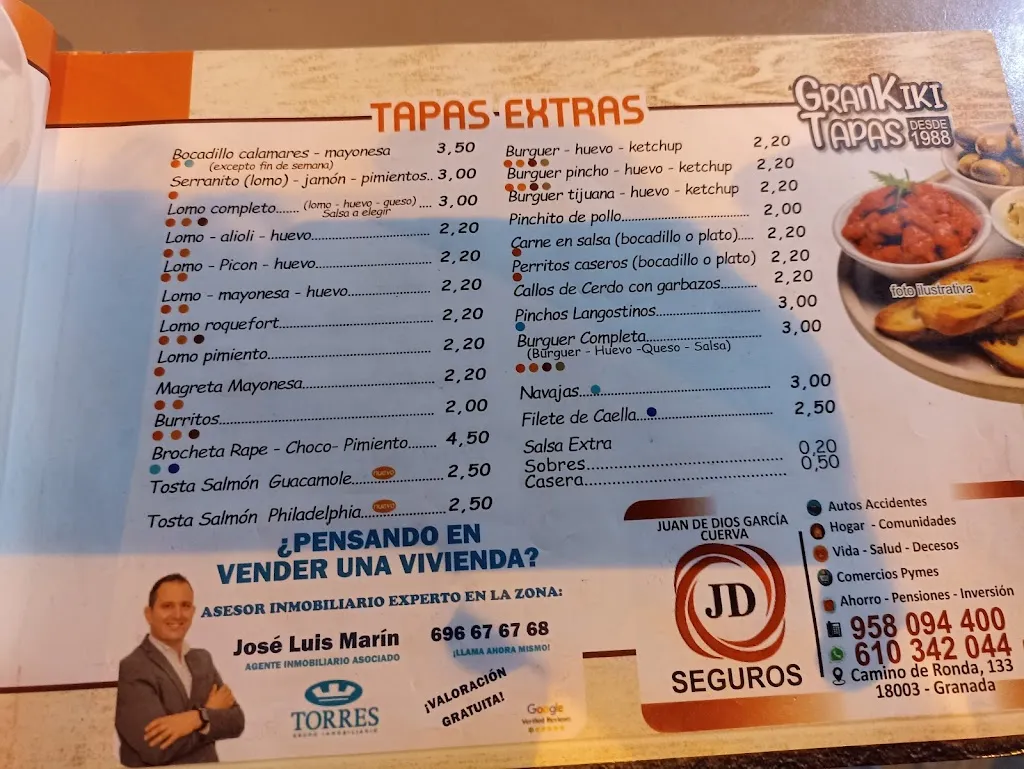 TAPAS·EXTRAS
GRANKIKI
TAPAS DESDE 1988
Bocadillo calamares - mayonesa 3,50
(excepto fin de semana)
Serranito (lomo) - jamón - pimientos.. 3,00
Lomo completo....... (lomo - huevo - queso) .... 3,00
Salsa a elegir
Lomo - alioli - huevo 2,20
Lomo - Picon - huevo 2,20
Lomo - mayonesa - huevo 2,20
Lomo roquefort 2,20
Lomo pimiento 2,20
Magreta Mayonesa 2,20
Burritos 2,00
Brocheta Rape - Choco- Pimiento 4,50
Tosta Salmón Guacamole nuevo 2,50
Tosta Salmón Philadelphia nuevo 2,50
Burguer - huevo - ketchup 2,20
Burguer pincho - huevo - ketchup 2,20
Burguer tijuana - huevo - ketchup 2,20
Pinchito de pollo 2,00
Carne en salsa (bocadillo o plato) 2,20
Perritos caseros (bocadillo o plato) 2,20
Callos de Cerdo con garbazos 2,20
Pinchos Langostinos 3,00
Burguer Completa 3,00
(Burguer - Huevo -Queso - Salsa)
Navajas 3,00
Filete de Caella 2,50
Salsa Extra
Sobres 0,20
Casera 0,50
foto ilustrativa
¿PENSANDO EN
VENDER UNA VIVIENDA?
ASESOR INMOBILIARIO EXPERTO EN LA ZONA:
José Luis Marín 696 67 67 68
AGENTE INMOBILIARIO ASOCIADO ¡LLAMA AHORA MISMO!
TORRES
GRUPO INMOBILIARIO
¡VALORACIÓN
GRATUITA!
Google
Verified Reviews
JUAN DE DIOS GARCÍA
CUERVA
JD
SEGUROS
Autos Accidentes
Hogar - Comunidades
Vida - Salud - Decesos
Comercios Pymes
Ahorro - Pensiones - Inversión
958 094 400
610 342 044
Camino de Ronda, 133
18003 - Granada